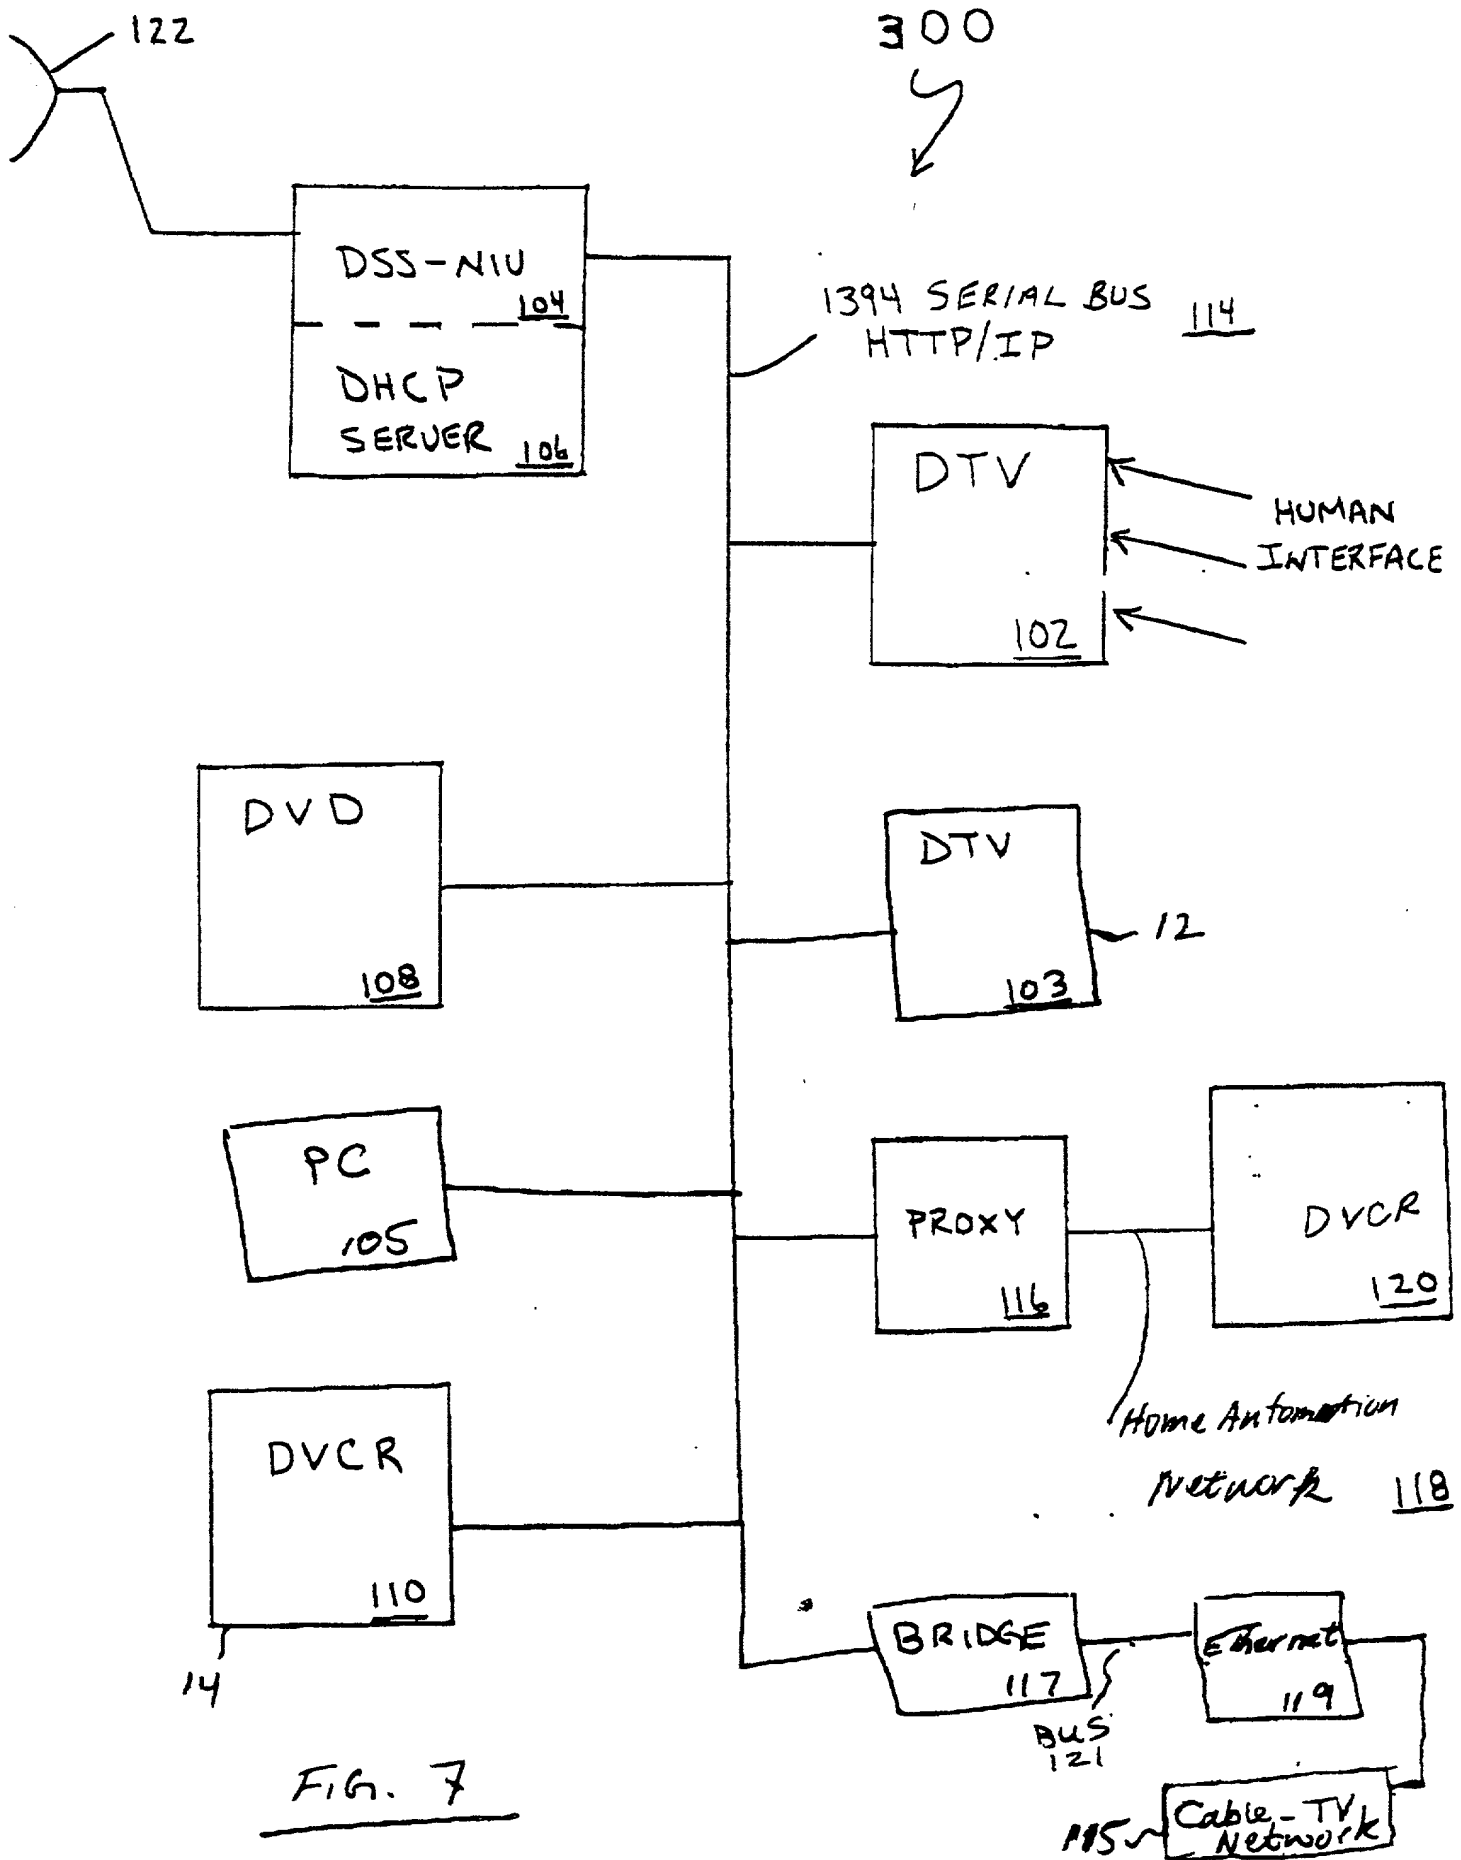 122
300
DSS-NIU
104
DHCP
SERVER
106
1394 SERIAL BUS
HTTP/IP
114
DTV
102
HUMAN
INTERFACE
DVD
108
DTV
103
12
PC
105
PROXY
116
DVCR
120
Home Automation
Network
118
DVCR
110
14
BRIDGE
117
BUS
121
Ethernet
119
Cable-TV
Network
115
FIG. 7